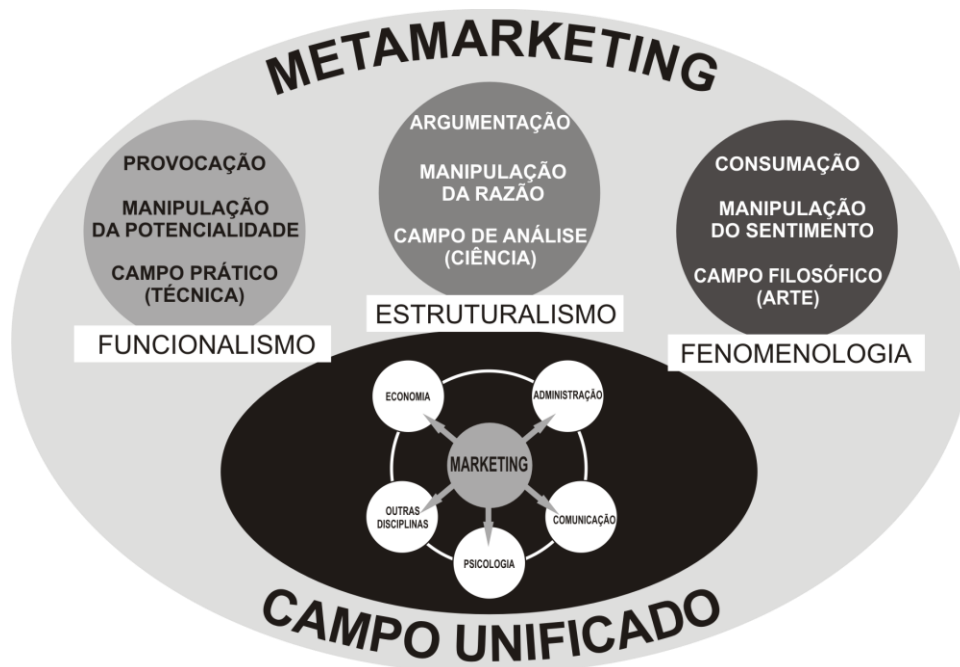 METAMARKETING
PROVOCAÇÃO
MANIPULAÇÃO
DA POTENCIALIDADE
CAMPO PRÁTICO
(TÉCNICA)
FUNCIONALISMO
ARGUMENTAÇÃO
MANIPULAÇÃO
DA RAZÃO
CAMPO DE ANÁLISE
(CIÊNCIA)
ESTRUTURALISMO
CONSUMAÇÃO
MANIPULAÇÃO
DO SENTIMENTO
CAMPO FILOSÓFICO
(ARTE)
FENOMENOLOGIA
ECONOMIA
ADMINISTRAÇÃO
MARKETING
OUTRAS
DISCIPLINAS
COMUNICAÇÃO
PSICOLOGIA
CAMPO UNIFICADO